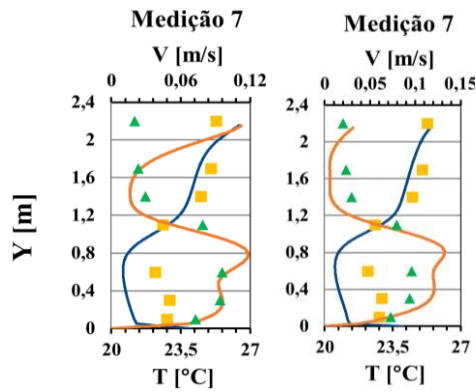 Medição 7
V [m/s]
0 0,06 0,12
2,4
2
1,6
1,2
0,8
0,4
0
Y [m]
20 23,5 27
T [°C]
Medição 7
V [m/s]
0 0,05 0,1 0,15
2,4
2
1,6
1,2
0,8
0,4
0
20 23,5 27
T [°C]